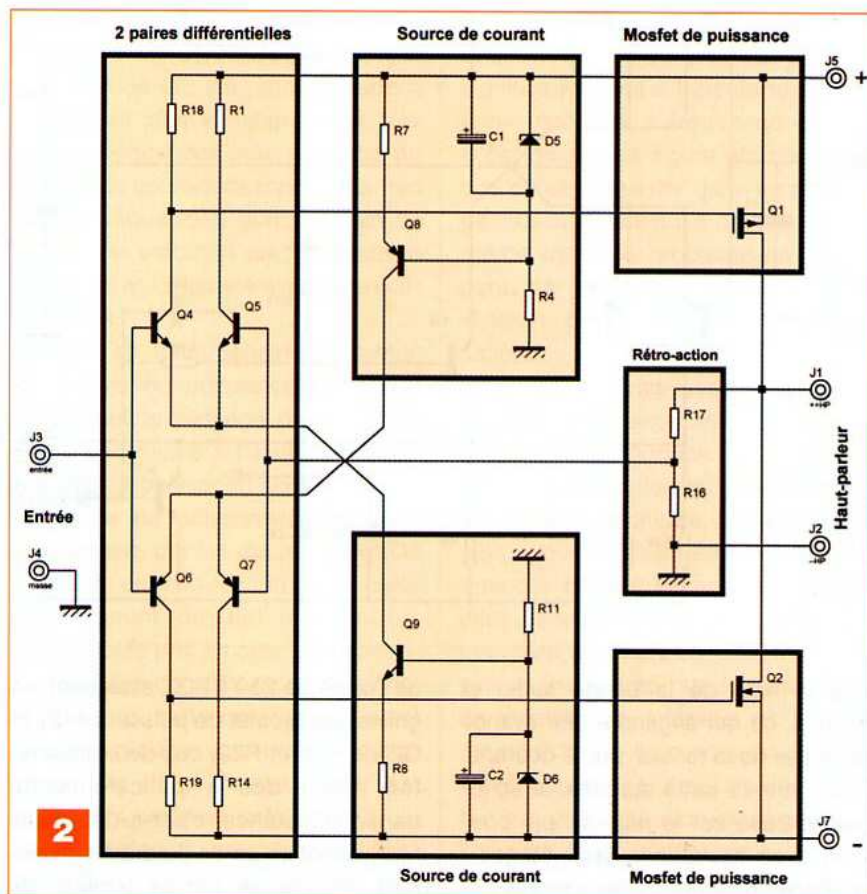 2 paires différentielles
Source de courant
Mosfet de puissance
J5
+
R18
R1
R7
C1
+
D5
Q1
Q8
R4
Q4
Q5
Rétro-action
J1
++HP
R17
J3
entrée
R16
Haut-parleur
Entrée
J2
--HP
J4
masse
Q6
Q7
R11
Q9
Q2
R19
R14
R8
+
C2
D6
J7
-
2
Source de courant
Mosfet de puissance